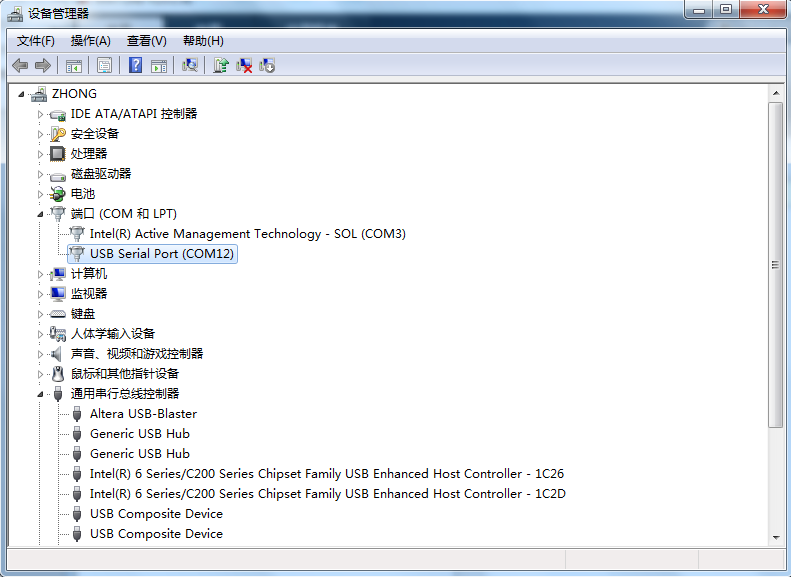 设备管理器
文件(F) 操作(A) 查看(V) 帮助(H)
ZHONG
IDE ATA/ATAPI 控制器
安全设备
处理器
磁盘驱动器
电池
端口 (COM 和 LPT)
Intel(R) Active Management Technology - SOL (COM3)
USB Serial Port (COM12)
计算机
监视器
键盘
人体学输入设备
声音、视频和游戏控制器
鼠标和其他指针设备
通用串行总线控制器
Altera USB-Blaster
Generic USB Hub
Generic USB Hub
Intel(R) 6 Series/C200 Series Chipset Family USB Enhanced Host Controller - 1C26
Intel(R) 6 Series/C200 Series Chipset Family USB Enhanced Host Controller - 1C2D
USB Composite Device
USB Composite Device